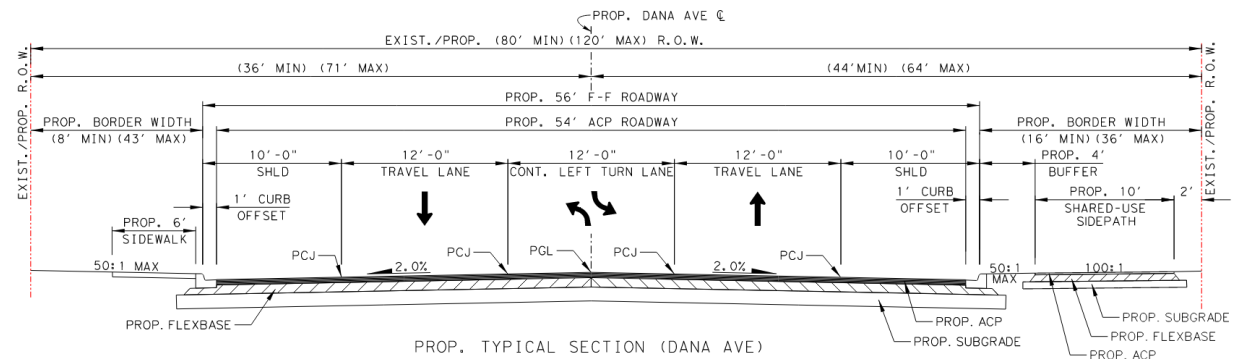 PROP. DANA AVE ℄
EXIST./PROP. (80' MIN)(120' MAX) R.O.W.
(36' MIN) (71' MAX)
(44'MIN) (64' MAX)
PROP. 56' F-F ROADWAY
PROP. BORDER WIDTH
(8' MIN)(43' MAX)
PROP. 54' ACP ROADWAY
PROP. BORDER WIDTH
(16' MIN)(36' MAX)
EXIST./PROP. R.O.W.
EXIST./PROP. R.O.W.
10'-0"
SHLD
12'-0"
TRAVEL LANE
12'-0"
CONT. LEFT TURN LANE
12'-0"
TRAVEL LANE
10'-0"
SHLD
PROP. 4'
BUFFER
1' CURB
OFFSET
1' CURB
OFFSET
PROP. 10'
SHARED-USE
SIDEPATH
2'
PROP. 6'
SIDEWALK
PCJ
PCJ
PGL
PCJ
PCJ
50:1 MAX
2.0%
2.0%
50:1
MAX
100:1
PROP. FLEXBASE
PROP. ACP
PROP. SUBGRADE
PROP. SUBGRADE
PROP. FLEXBASE
PROP. ACP
PROP. TYPICAL SECTION (DANA AVE)